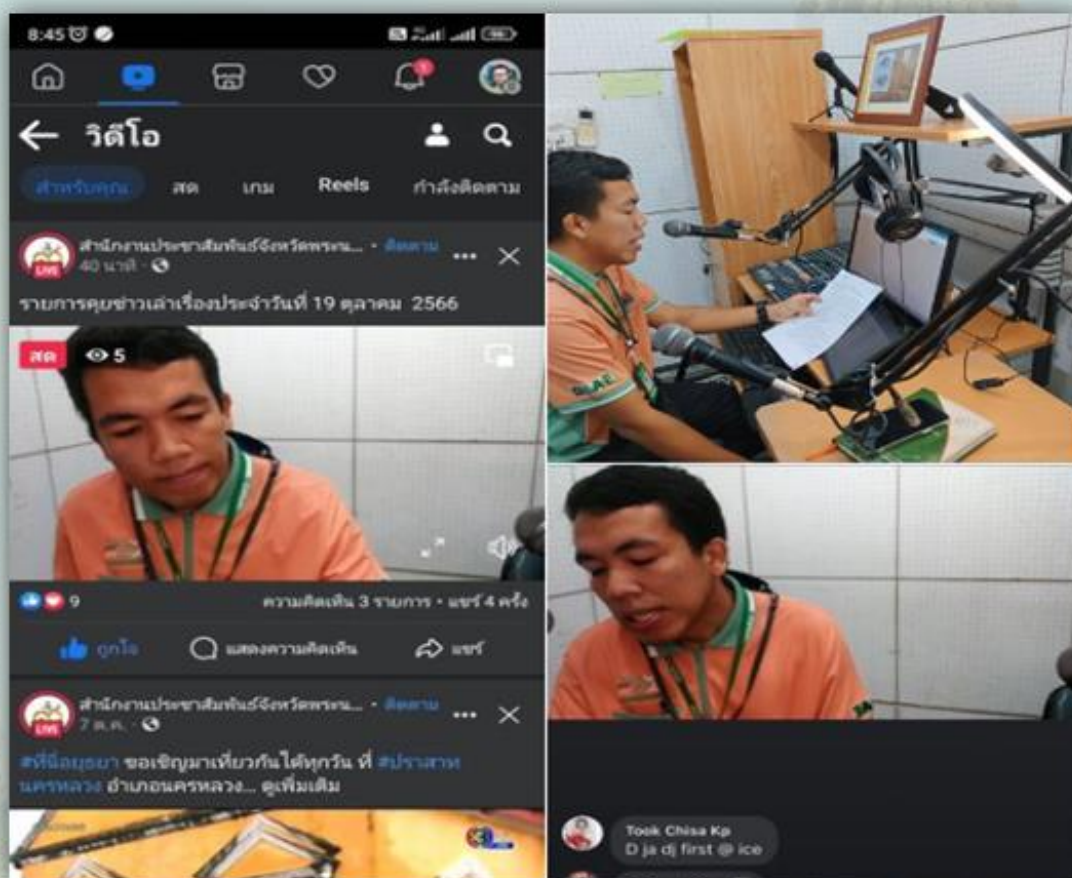 8:45
วิดีโอ
สำหรับคุณ สด เกม Reels กำลังติดตาม
สำนักงานประชาสัมพันธ์จังหวัดพระน... • ติดตาม
LIVE
40 นาที
รายการคุยข่าวเล่าเรื่องประจำวันที่ 19 ตุลาคม 2566
สด 5
9 ความคิดเห็น 3 รายการ • แชร์ 4 ครั้ง
ถูกใจ แสดงความคิดเห็น แชร์
สำนักงานประชาสัมพันธ์จังหวัดพระน... • ติดตาม
LIVE
7 ต.ค.
#ที่นี่อยุธยา ขอเชิญมาเที่ยวกันได้ทุกวัน ที่ #ปราสาท
นครหลวง อำเภอนครหลวง... ดูเพิ่มเติม
Took Chisa Kp
D ja dj first @ ice